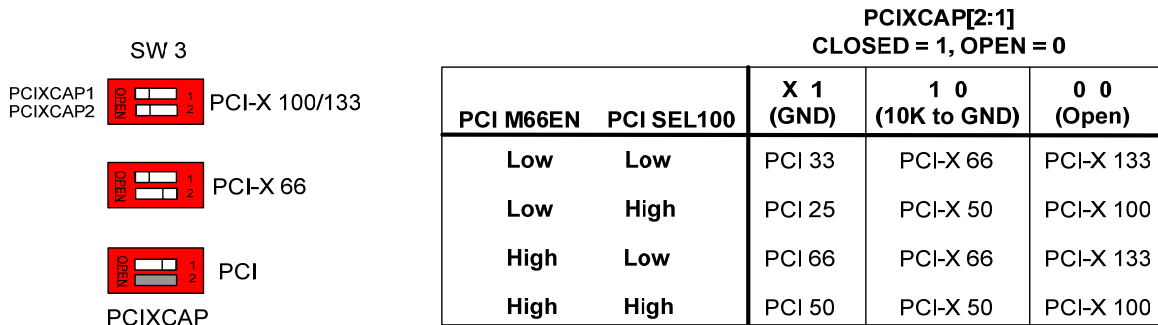 SW 3
PCIXCAP1
PCIXCAP2
OPEN
1
2
PCI-X 100/133
OPEN
1
2
PCI-X 66
OPEN
1
2
PCI
PCIXCAP
PCIXCAP[2:1]
CLOSED = 1, OPEN = 0
PCI M66EN PCI SEL100 X 1 (GND) 1 0 (10K to GND) 0 0 (Open)
Low Low PCI 33 PCI-X 66 PCI-X 133
Low High PCI 25 PCI-X 50 PCI-X 100
High Low PCI 66 PCI-X 66 PCI-X 133
High High PCI 50 PCI-X 50 PCI-X 100